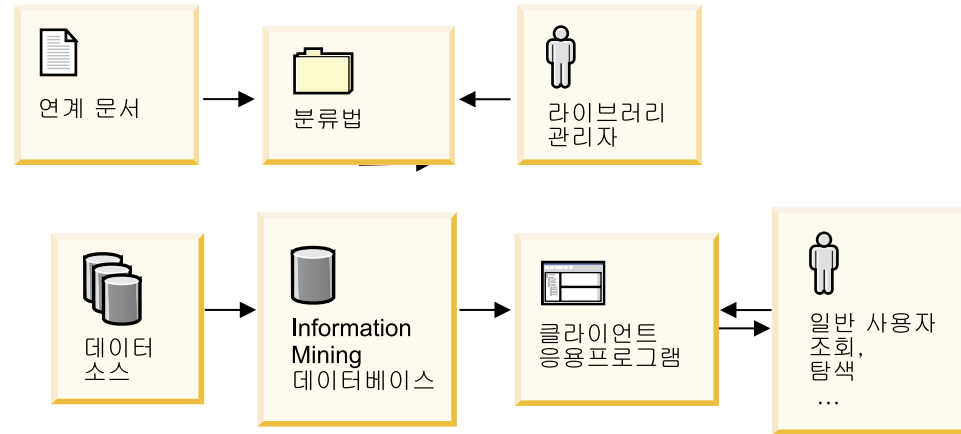 연계 문서
분류법
라이브러리
관리자
데이터
소스
Information
Mining
데이터베이스
클라이언트
응용프로그램
일반 사용자
조회,
탐색
...